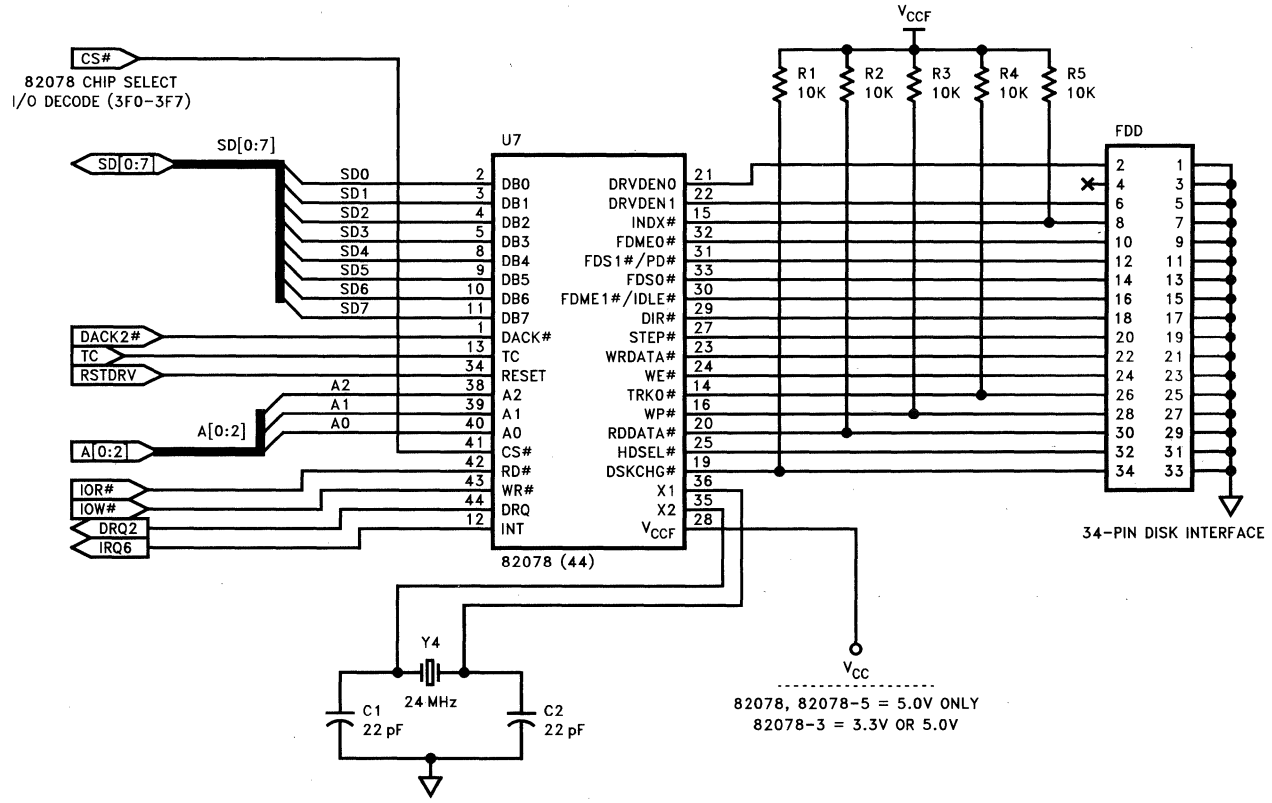 V CCF
CS#
82078 CHIP SELECT
I/O DECODE (3F0-3F7)
R1
10K
R2
10K
R3
10K
R4
10K
R5
10K
SD[0:7]
SD[0:7]
U7
FDD
SD0 2 DB0 DRVDEN0 21
SD1 3 DB1 DRVDEN1 22
SD2 4 DB2 INDX# 15
SD3 5 DB3 FDME0# 32
SD4 8 DB4 FDS1#/PD# 31
SD5 9 DB5 FDS0# 33
SD6 10 DB6 FDME1#/IDLE# 30
SD7 11 DB7 DIR# 29
DACK2# 1 DACK# STEP# 27
TC 13 TC WRDATA# 23
RSTDRV 34 RESET WE# 24
A2 38 A2 TRK0# 14
A1 39 A1 WP# 16
A[0:2] A0 40 A0 RDDATA# 20
A[0:2] 41 CS# HDSEL# 25
42 RD# DSKCHG# 19
IOR# 43 WR# X1 36
IOW# 44 DRQ X2 35
DRQ2 12 INT VCCF 28
IRQ6
2 1
4 3
6 5
8 7
10 9
12 11
14 13
16 15
18 17
20 19
22 21
24 23
26 25
28 27
30 29
32 31
34 33
34-PIN DISK INTERFACE
82078 (44)
Y4
24 MHz
C1
22 pF
C2
22 pF
VCC
82078, 82078-5 = 5.0V ONLY
82078-3 = 3.3V OR 5.0V